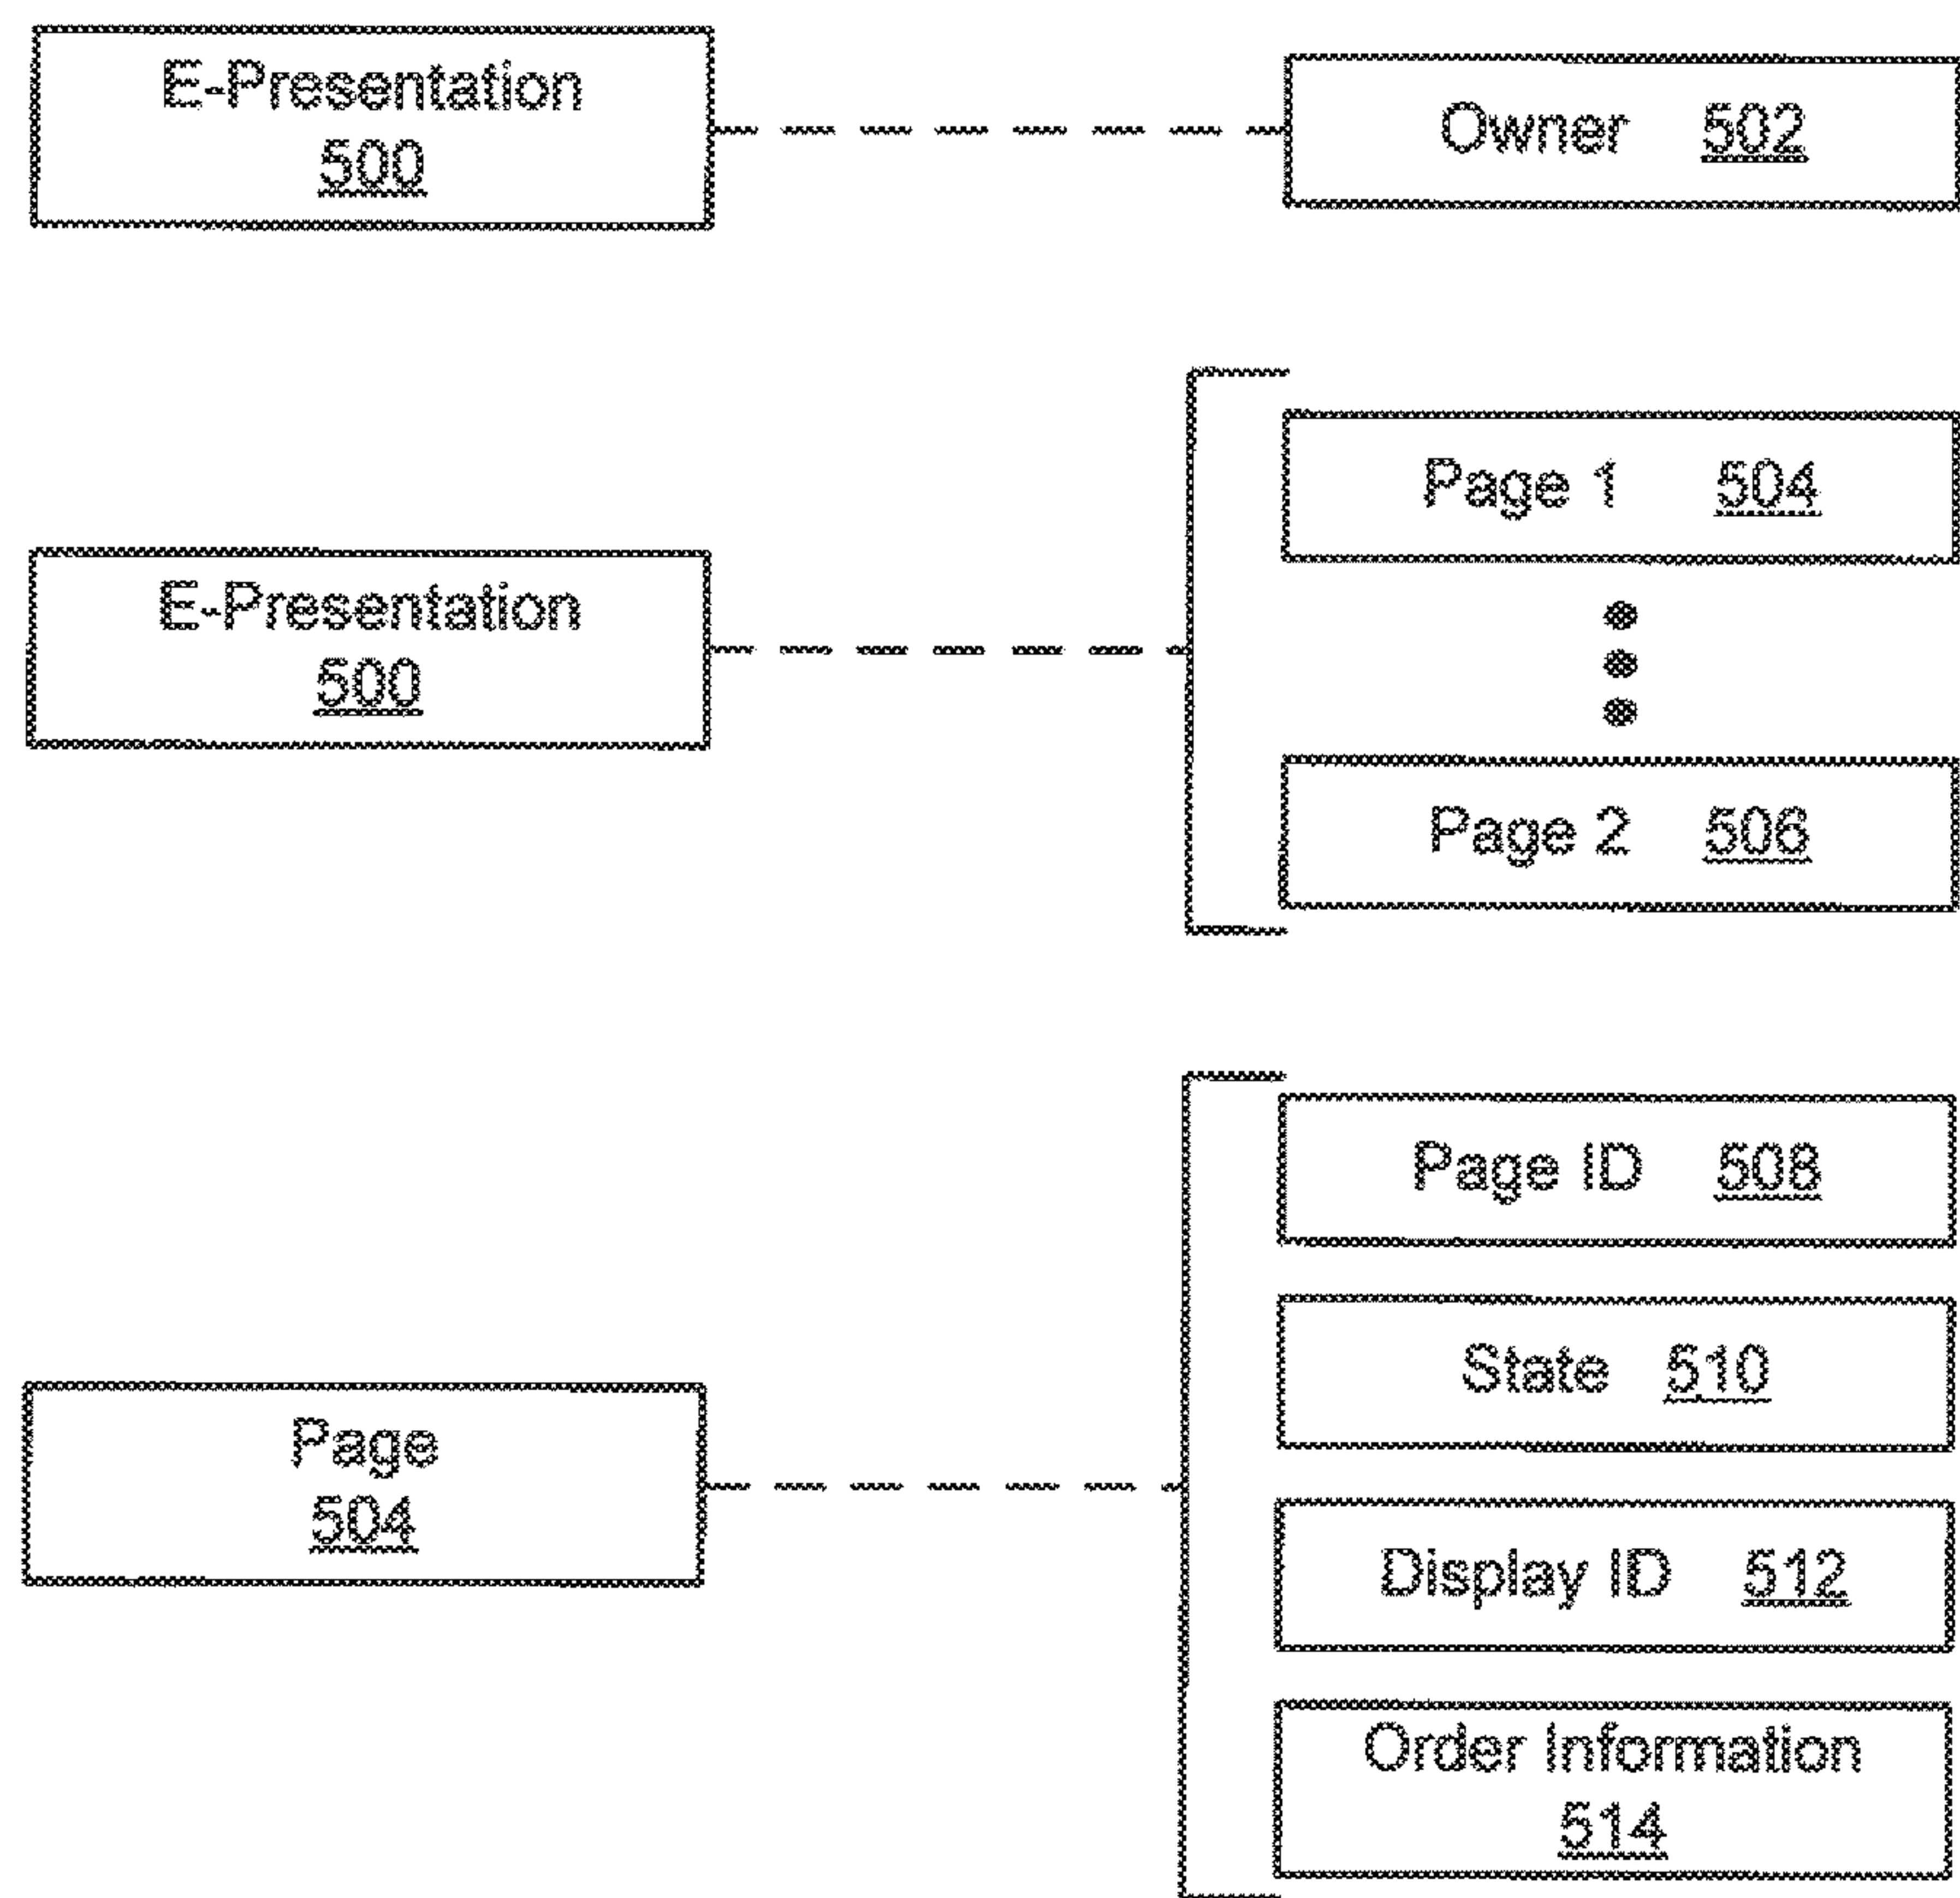 E-Presentation
500
Owner 502
E-Presentation
500
Page 1 504
Page 2 506
Page
504
Page ID 508
State 510
Display ID 512
Order Information
514